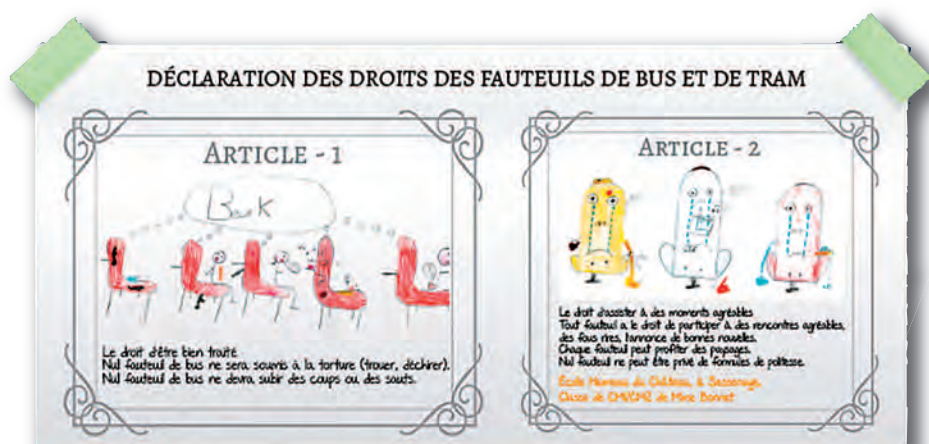 DÉCLARATION DES DROITS DES FAUTEUILS DE BUS ET DE TRAM
ARTICLE - 1
Beuk
Le droit d'être bien traité.
Nul fauteuil de bus ne sera soumis à la torture (trouer, déchirer).
Nul fauteuil de bus ne devra subir des coups ou des sauts.
ARTICLE - 2
Le droit d'assister à des moments agréables
Tout fauteuil a le droit de participer à des rencontres agréables,
des fous rires, l'annonce de bonnes nouvelles.
Chaque fauteuil peut profiter des paysages.
Nul fauteuil ne peut être privé de formules de politesse.
École Hameau du Château, à Sassenage,
Classe de CM1/CM2 de Mme Bonnet